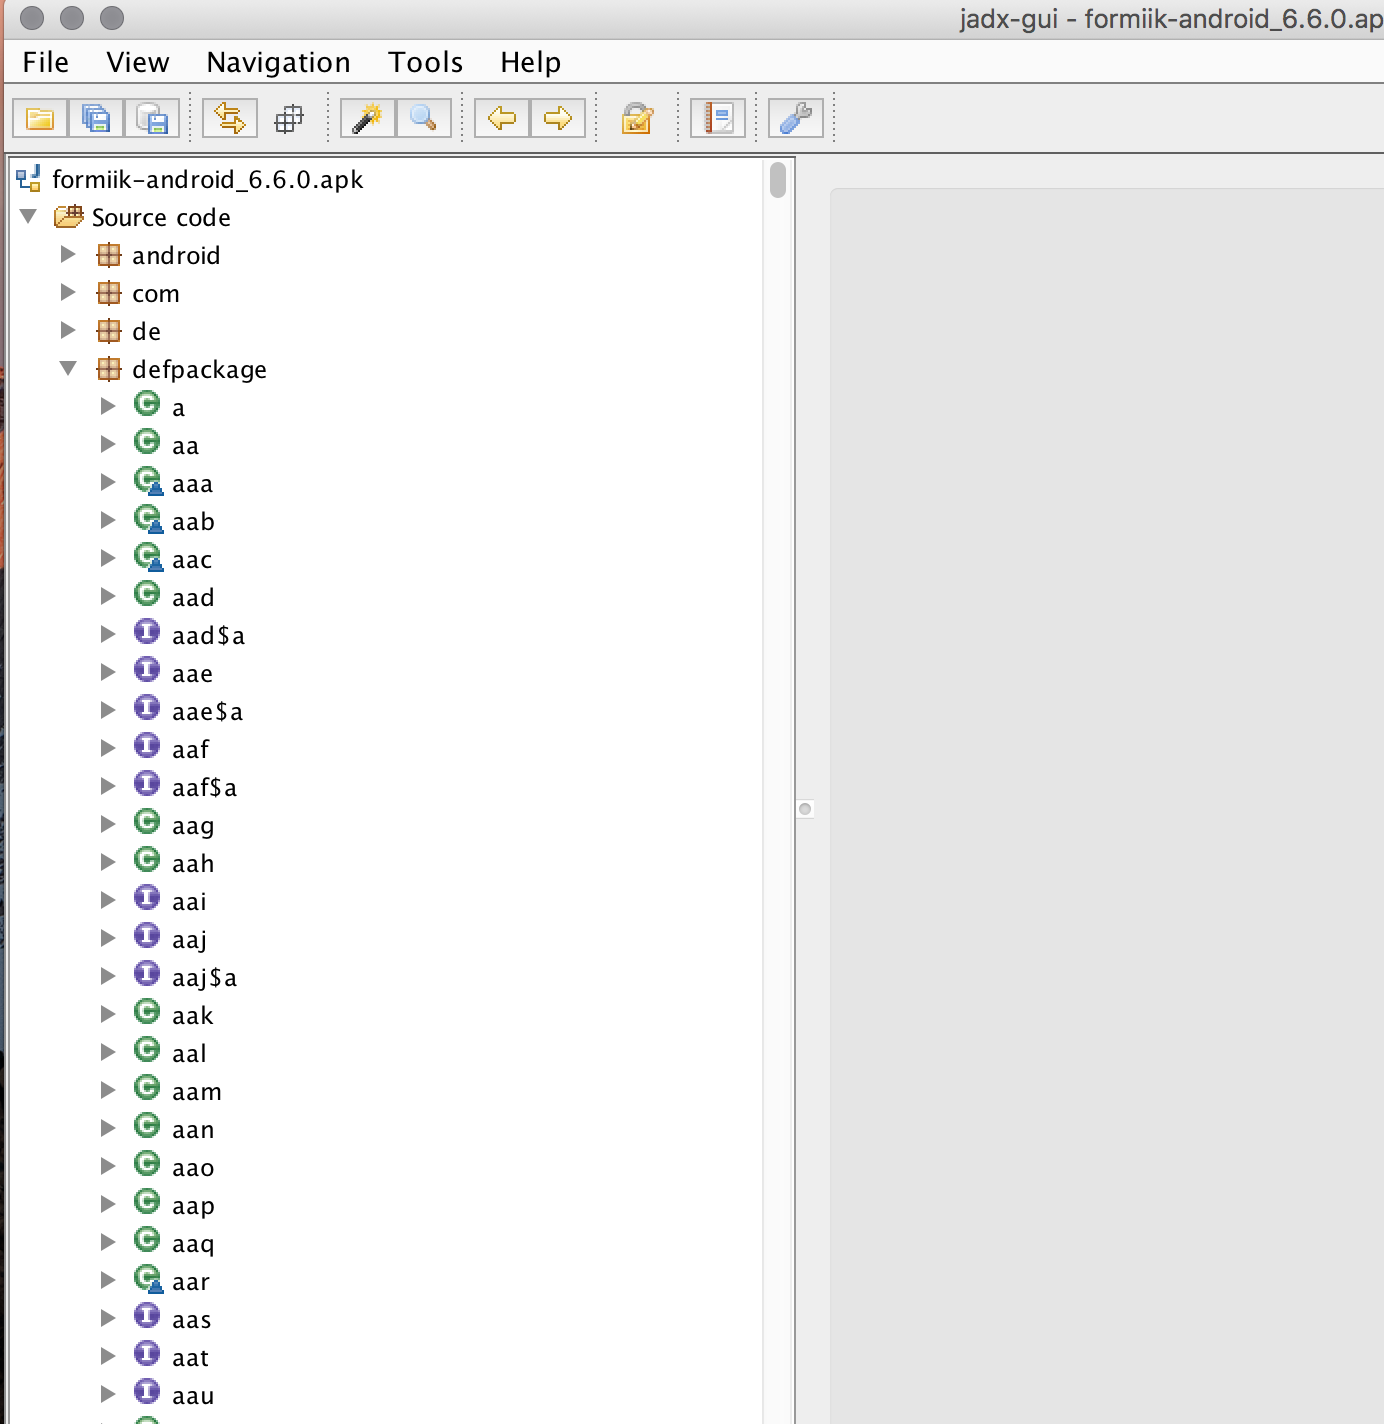 jadx-gui - formiik-android_6.6.0.ap
File View Navigation Tools Help
formiik-android_6.6.0.apk
Source code
android
com
de
defpackage
a
aa
aaa
aab
aac
aad
aad$a
aae
aae$a
aaf
aaf$a
aag
aah
aai
aaj
aaj$a
aak
aal
aam
aan
aao
aap
aaq
aar
aas
aat
aau